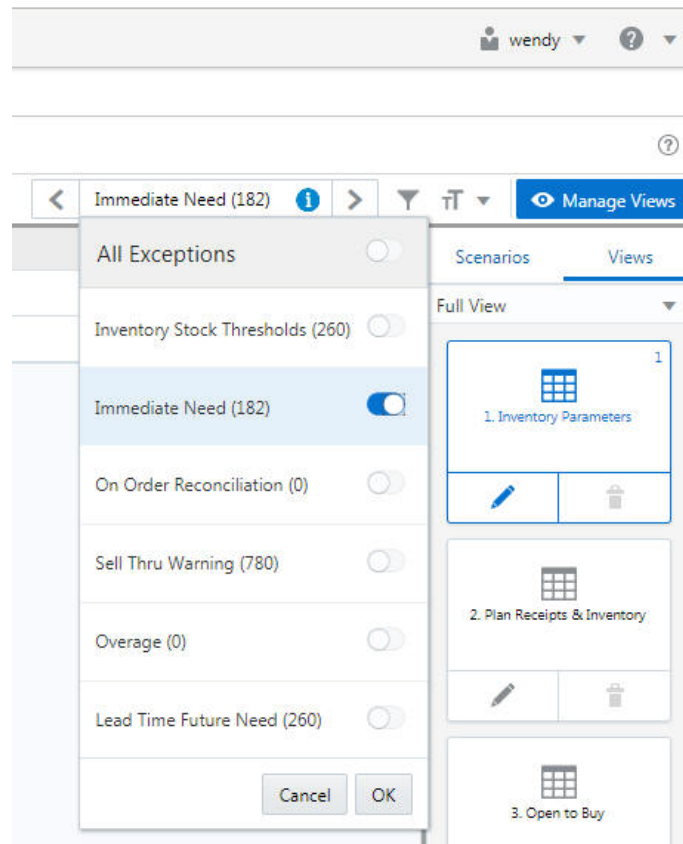 wendy
Immediate Need (182)
Manage Views
All Exceptions
Inventory Stock Thresholds (260)
Immediate Need (182)
On Order Reconciliation (0)
Sell Thru Warning (780)
Overage (0)
Lead Time Future Need (260)
Cancel OK
Scenarios Views
Full View
1
1. Inventory Parameters
2. Plan Receipts & Inventory
3. Open to Buy